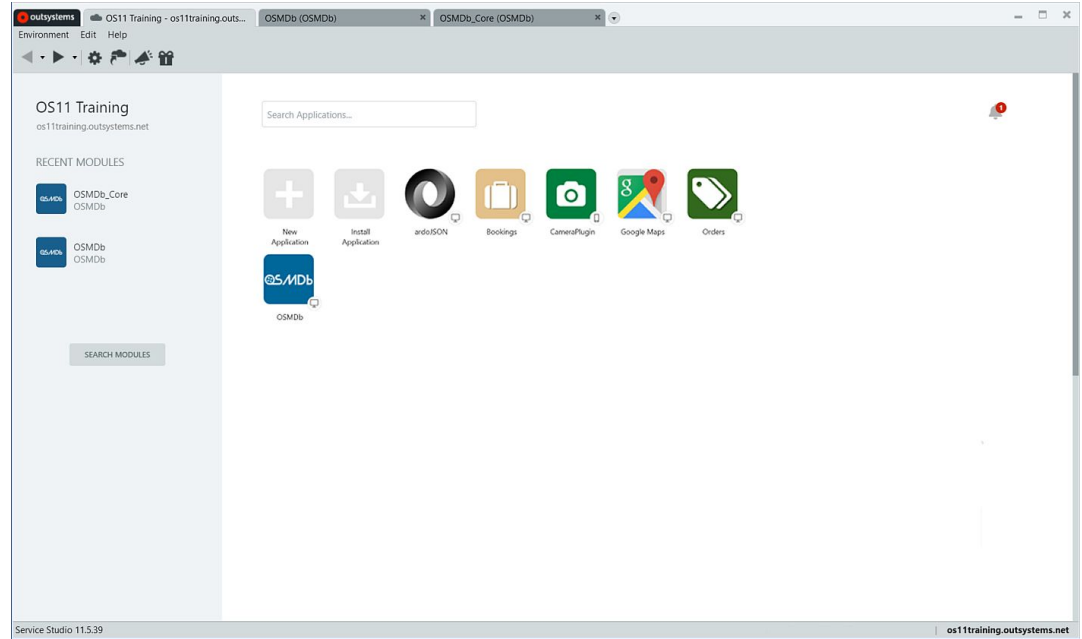 outsystems
OS11 Training - os11training.outs...
OSMDb (OSMDb)
OSMDb_Core (OSMDb)
Environment Edit Help
OS11 Training
os11training.outsystems.net
RECENT MODULES
OSMDb
OSMDb_Core
OSMDb
OSMDb
OSMDb
OSMDb
SEARCH MODULES
Search Applications...
1
New
Application
Install
Application
ardoJSON
Bookings
CameraPlugin
g
Google Maps
Orders
OSMDb
OSMDb
Service Studio 11.5.39
os11training.outsystems.net